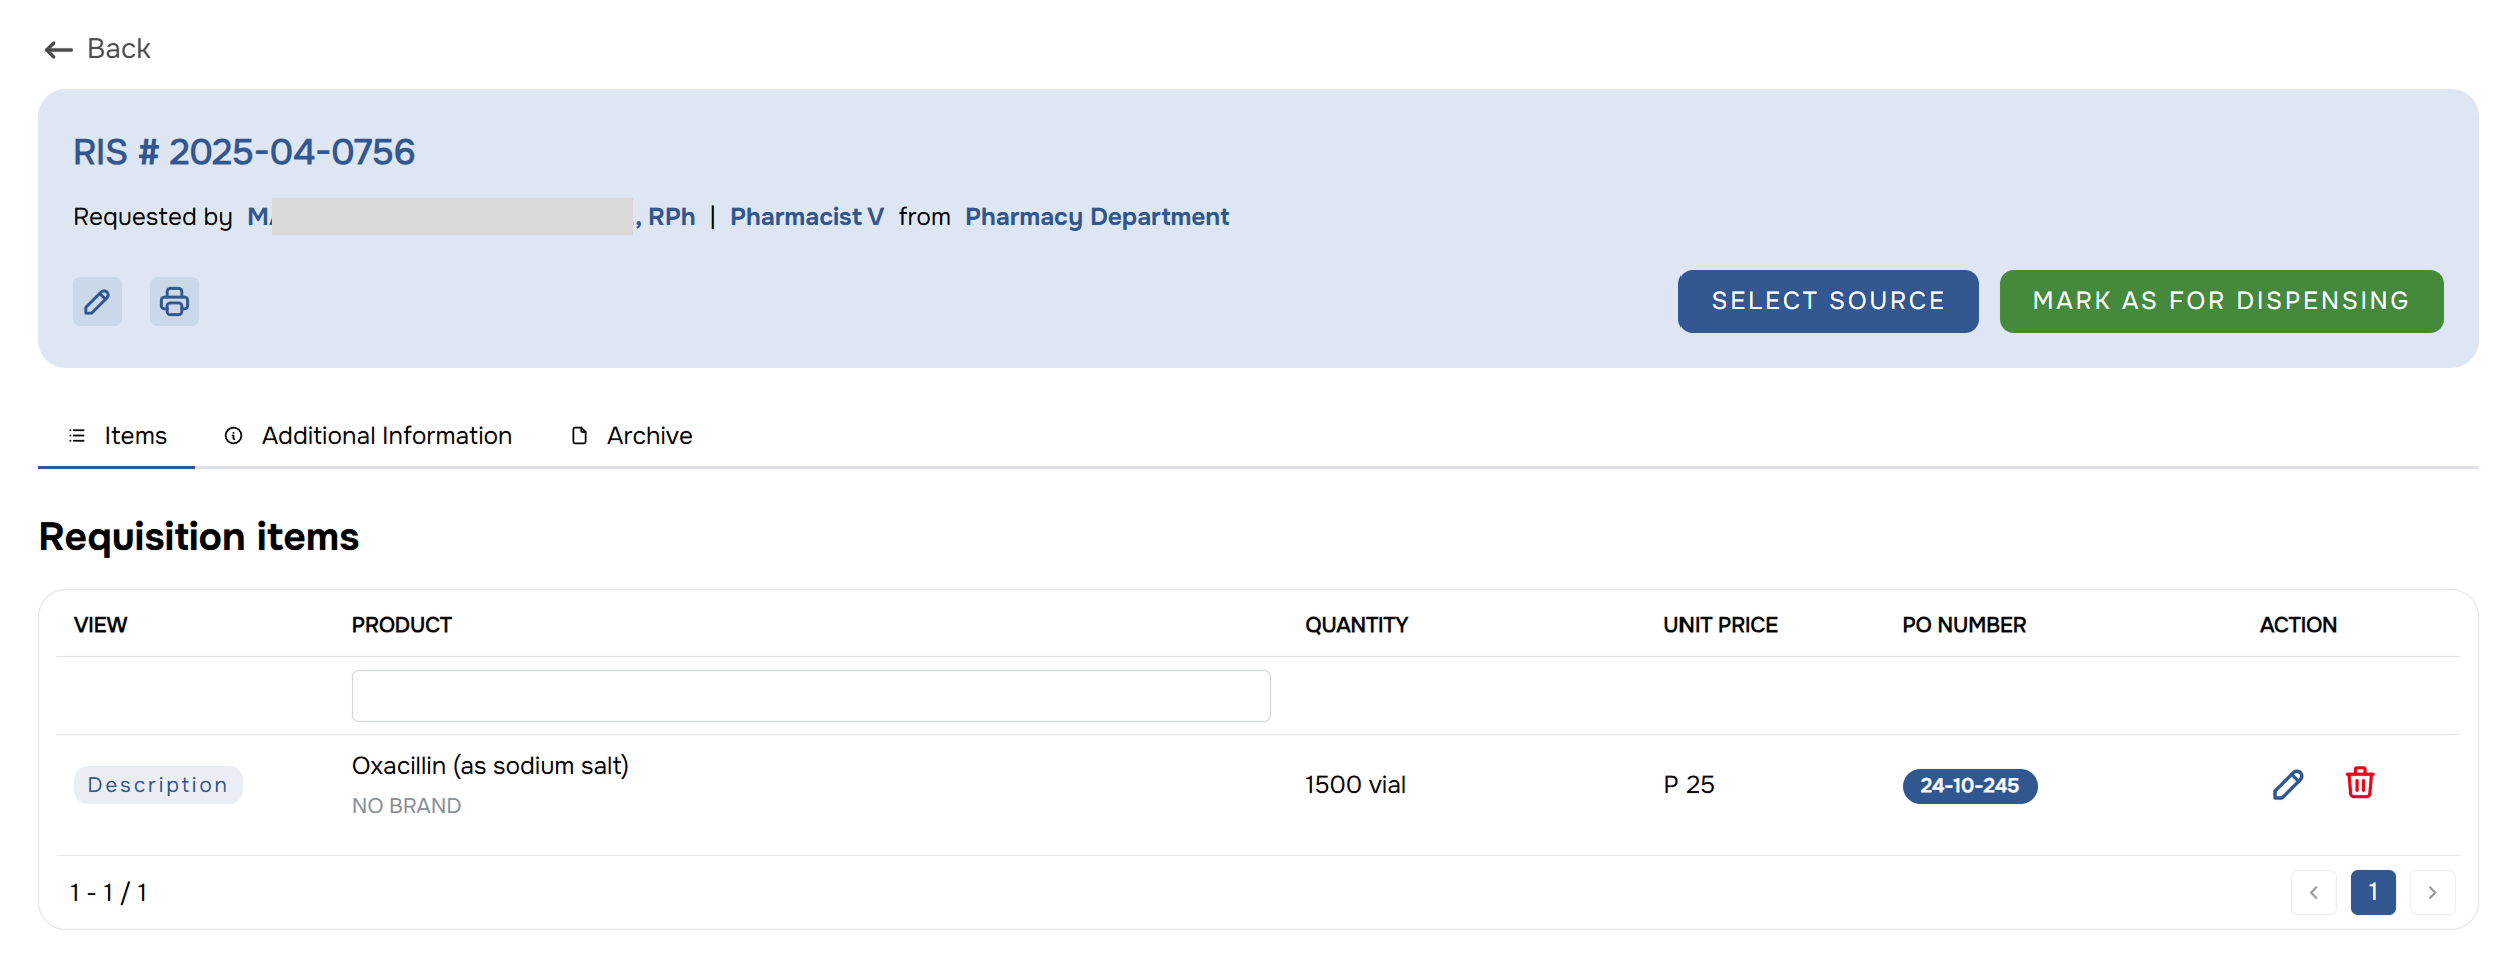 Back
RIS # 2025-04-0756
Requested by , RPh | Pharmacist V from Pharmacy Department
SELECT SOURCE
MARK AS FOR DISPENSING
Items
Additional Information
Archive
Requisition items
VIEW PRODUCT QUANTITY UNIT PRICE PO NUMBER ACTION
Oxacillin (as sodium salt)
Description
NO BRAND
1500 vial
P 25
24-10-245
1 - 1 / 1
1